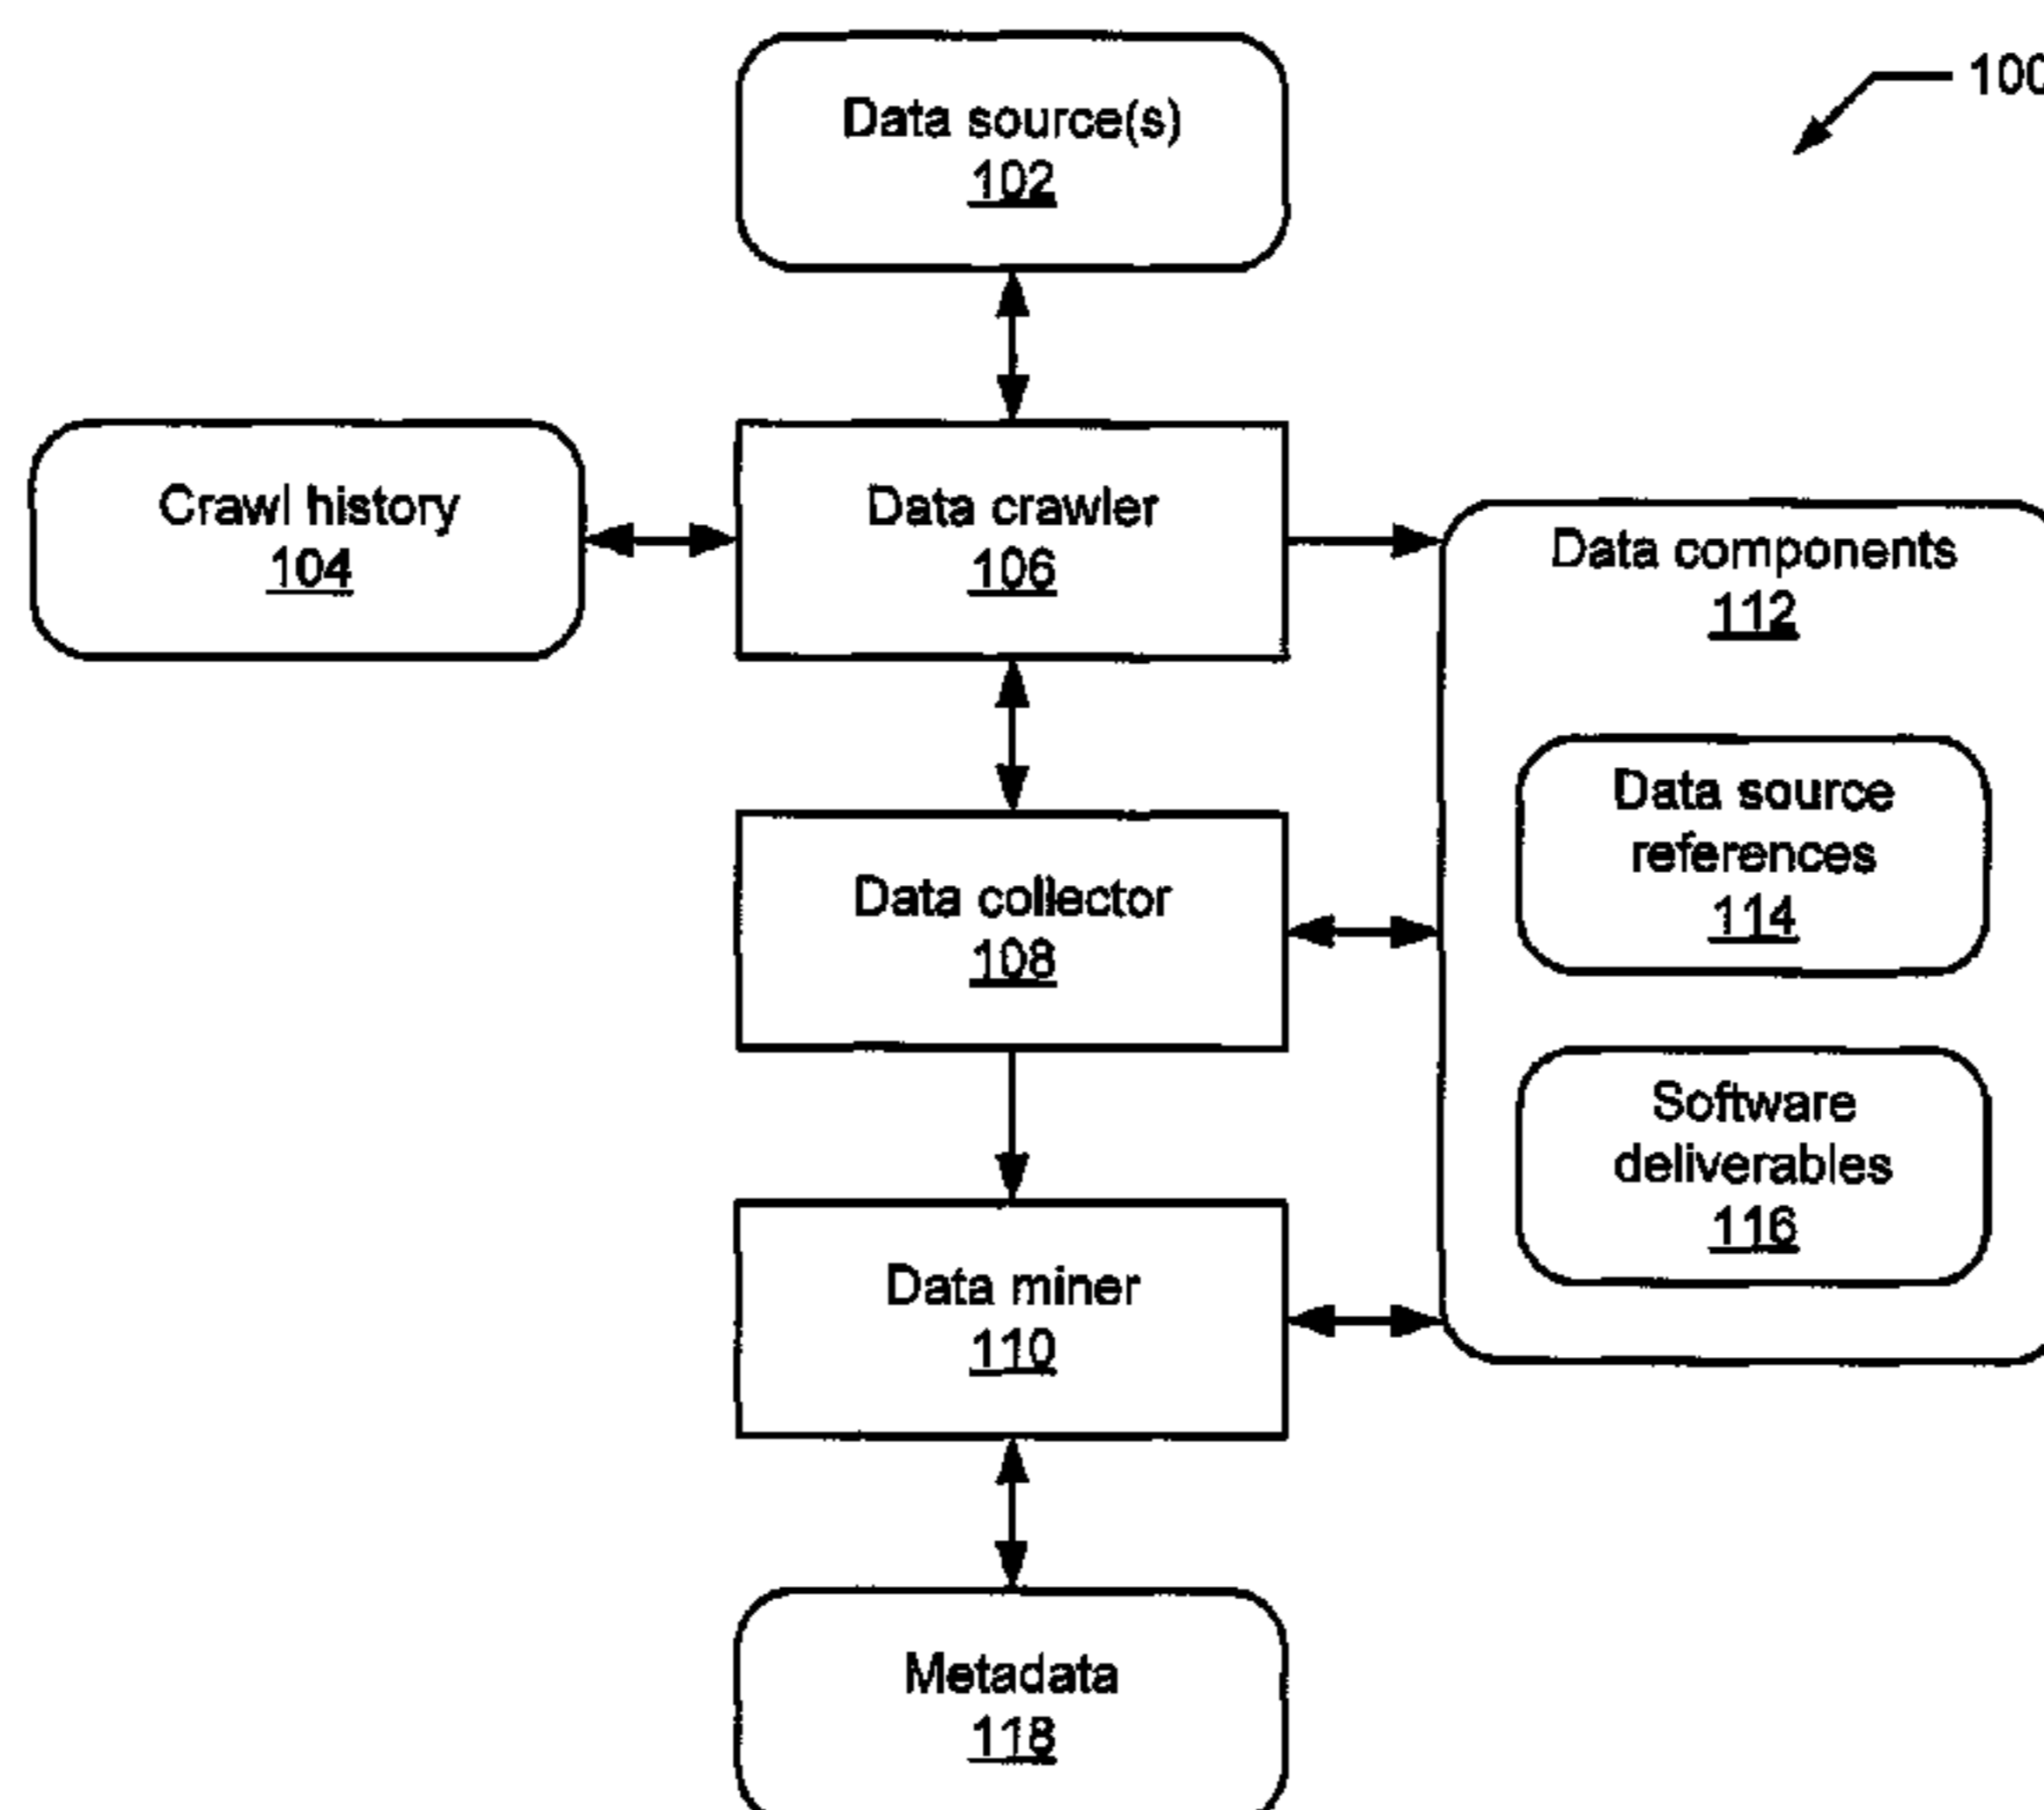 100
Data source(s)
102
Crawl history
104
Data crawler
106
Data components
112
Data source
references
114
Data collector
108
Software
deliverables
116
Data miner
110
Metadata
118